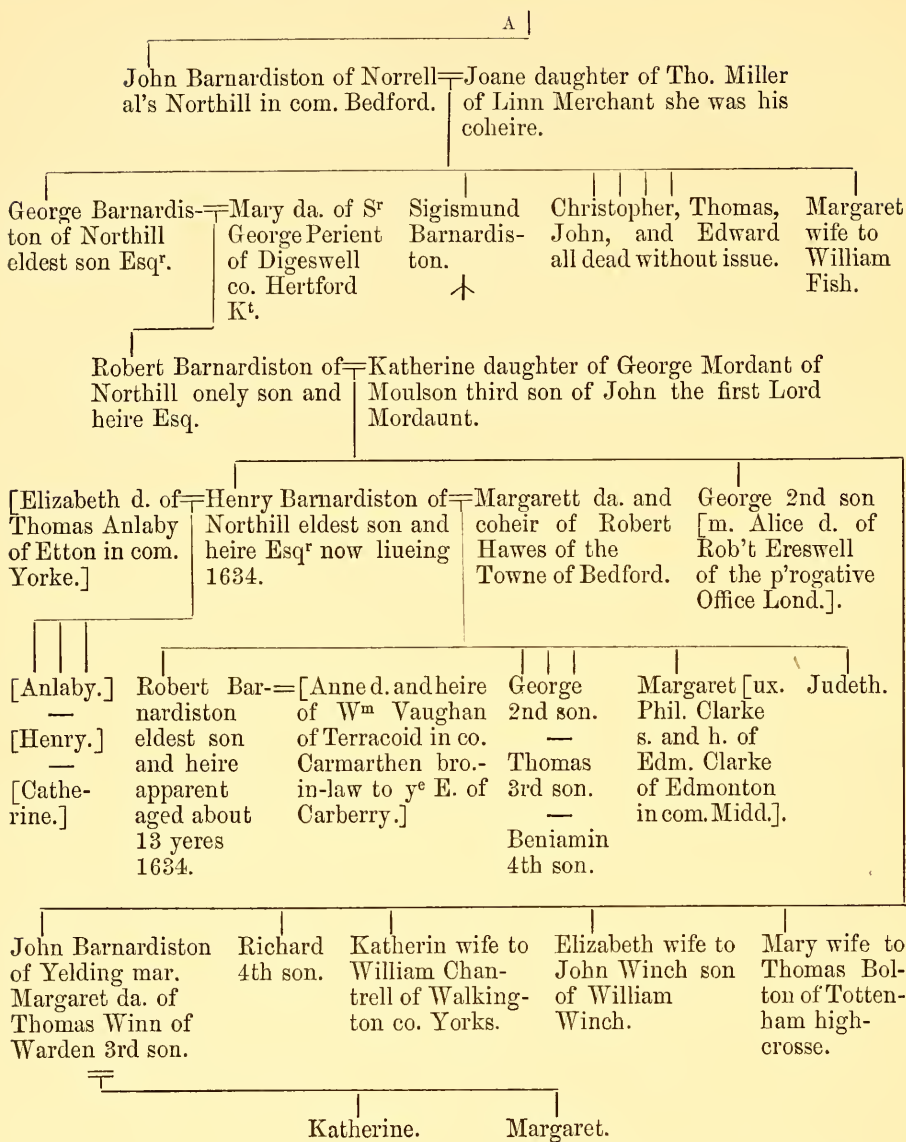 A
John Barnardiston of Norrell
al's Northill in com. Bedford.
Joane daughter of Tho. Miller
of Linn Merchant she was his
coheire.
George Barnardis-
ton of Northill
eldest son Esqʳ.
Mary da. of Sʳ
George Perient
of Digeswell
co. Hertford
Kᵗ.
Sigismund
Barnardis-
ton.
Christopher, Thomas,
John, and Edward
all dead without issue.
Margaret
wife to
William
Fish.
Robert Barnardiston of
Northill onely son and
heire Esq.
Katherine daughter of George Mordant of
Moulson third son of John the first Lord
Mordaunt.
[Elizabeth d. of
Thomas Anlaby
of Etton in com.
Yorke.]
Henry Barnardiston of
Northill eldest son and
heire Esqʳ now liueing
1634.
Margarett da. and
coheir of Robert
Hawes of the
Towne of Bedford.
George 2nd son
[m. Alice d. of
Rob't Ereswell
of the p'rogative
Office Lond.].
[Anlaby.]
—
[Henry.]
—
[Cathe-
rine.]
Robert Bar-
nardiston
eldest son
and heire
apparent
aged about
13 yeres
1634.
[Anne d. and heire
of Wᵐ Vaughan
of Terracoid in co.
Carmarthen bro.-
in-law to yᵉ E. of
Carberry.]
George
2nd son.
—
Thomas
3rd son.
—
Beniamin
4th son.
Margaret [ux.
Phil. Clarke
s. and h. of
Edm. Clarke
of Edmonton
in com. Midd.].
Judeth.
John Barnardiston
of Yelding mar.
Margaret da. of
Thomas Winn of
Warden 3rd son.
Richard
4th son.
Katherin wife to
William Chan-
trell of Walking-
ton co. Yorks.
Elizabeth wife to
John Winch son
of William
Winch.
Mary wife to
Thomas Bol-
ton of Totten-
ham high-
crosse.
Katherine.
Margaret.